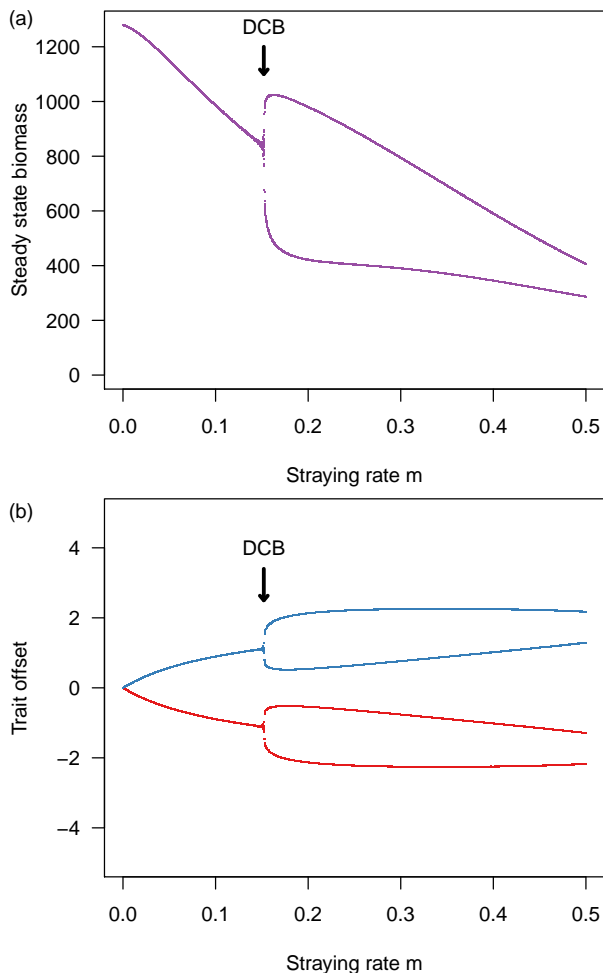 (a)
DCB
Steady state biomass
1200
1000
800
600
400
200
0
0.0 0.1 0.2 0.3 0.4 0.5
Straying rate m
(b)
DCB
Trait offset
4
2
0
−2
−4
0.0 0.1 0.2 0.3 0.4 0.5
Straying rate m